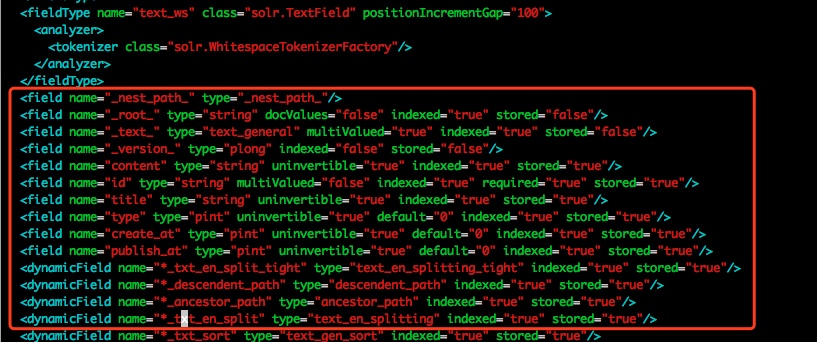 <fieldType name="text_ws" class="solr.TextField" positionIncrementGap="100">
<analyzer>
<tokenizer class="solr.WhitespaceTokenizerFactory"/>
</analyzer>
</fieldType>
<field name="_nest_path_" type="_nest_path_"/>
<field name="_root_" type="string" docValues="false" indexed="true" stored="false"/>
<field name="_text_" type="text_general" multiValued="true" indexed="true" stored="false"/>
<field name="_version_" type="plong" indexed="false" stored="false"/>
<field name="content" type="string" uninvertible="true" indexed="true" stored="true"/>
<field name="id" type="string" multiValued="false" indexed="true" required="true" stored="true"/>
<field name="title" type="string" uninvertible="true" indexed="true" stored="true"/>
<field name="type" type="pint" uninvertible="true" default="0" indexed="true" stored="true"/>
<field name="create_at" type="pint" uninvertible="true" default="0" indexed="true" stored="true"/>
<field name="publish_at" type="pint" uninvertible="true" default="0" indexed="true" stored="true"/>
<dynamicField name="*_txt_en_split_tight" type="text_en_splitting_tight" indexed="true" stored="true"/>
<dynamicField name="*_descendent_path" type="descendent_path" indexed="true" stored="true"/>
<dynamicField name="*_ancestor_path" type="ancestor_path" indexed="true" stored="true"/>
<dynamicField name="*_txt_en_split" type="text_en_splitting" indexed="true" stored="true"/>
<dynamicField name="*_txt_sort" type="text_gen_sort" indexed="true" stored="true"/>